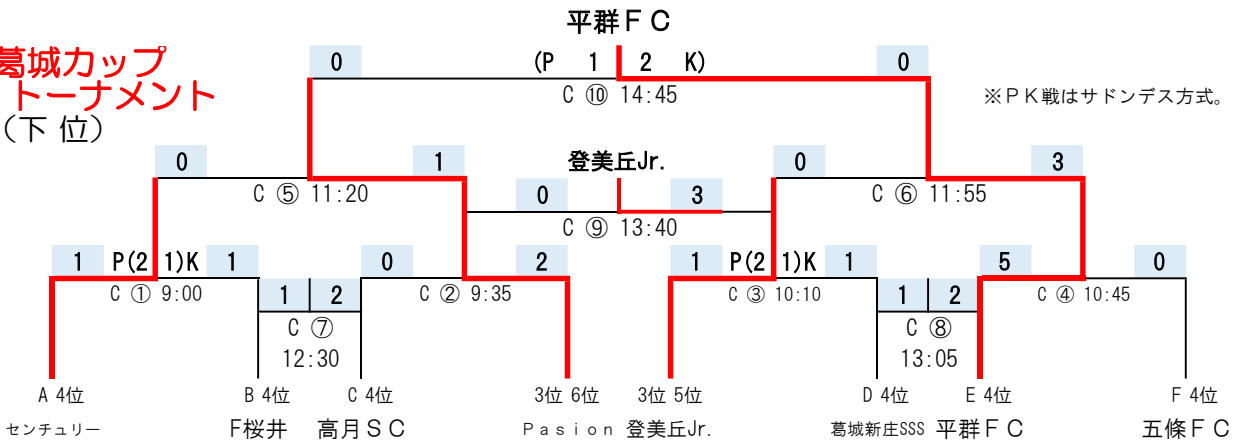 平群ＦＣ
葛城カップ
トーナメント
（下 位）
0 (P 1 2 K) 0
C ⑩ 14:45
※ＰＫ戦はサドンデス方式。
0 1 登美丘Jr. 0 3
C ⑤ 11:20 0 3 C ⑥ 11:55
C ⑨ 13:40
1 P(2 1)K 1 0 2 1 P(2 1)K 1 5 0
C ① 9:00 1 2 C ② 9:35 C ③ 10:10 1 2 C ④ 10:45
C ⑦ C ⑧
12:30 13:05
A 4位 B 4位 C 4位 3位 6位 3位 5位 D 4位 E 4位 F 4位
センチュリー F桜井 高月ＳＣ Ｐａｓｉｏｎ 登美丘Jr. 葛城新庄SSS 平群ＦＣ 五條ＦＣ